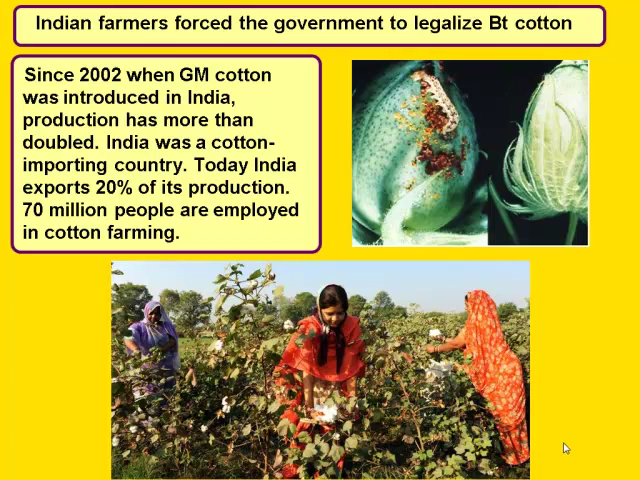 Indian farmers forced the government to legalize Bt cotton
Since 2002 when GM cotton
was introduced in India,
production has more than
doubled. India was a cotton-
importing country. Today India
exports 20% of its production.
70 million people are employed
in cotton farming.